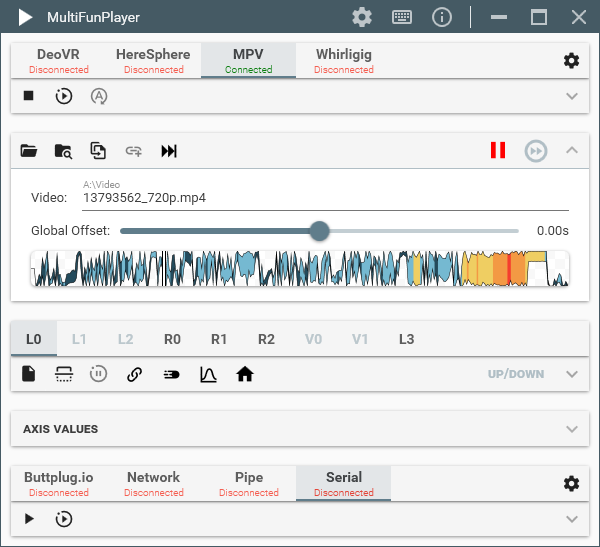 MultiFunPlayer
DeoVR HereSphere MPV Whirligig
Disconnected Disconnected Connected Disconnected
A:\Video
Video: 13793562_720p.mp4
Global Offset: 0.00s
L0 L1 L2 R0 R1 R2 V0 V1 L3
UP/DOWN
AXIS VALUES
Buttplug.io Network Pipe Serial
Disconnected Disconnected Disconnected Disconnected